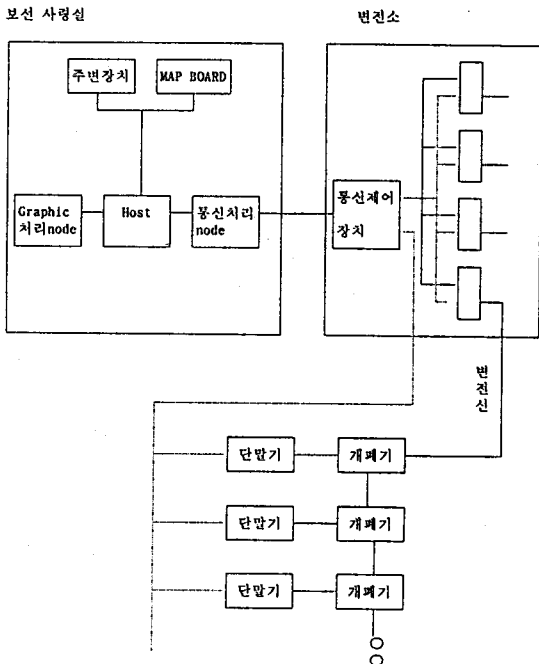 보선 사령실
변전소
주변장치
MAP BOARD
Graphic
처리node
Host
통신처리
node
통신제어
장치
변전선
단말기
개폐기
단말기
개폐기
단말기
개폐기